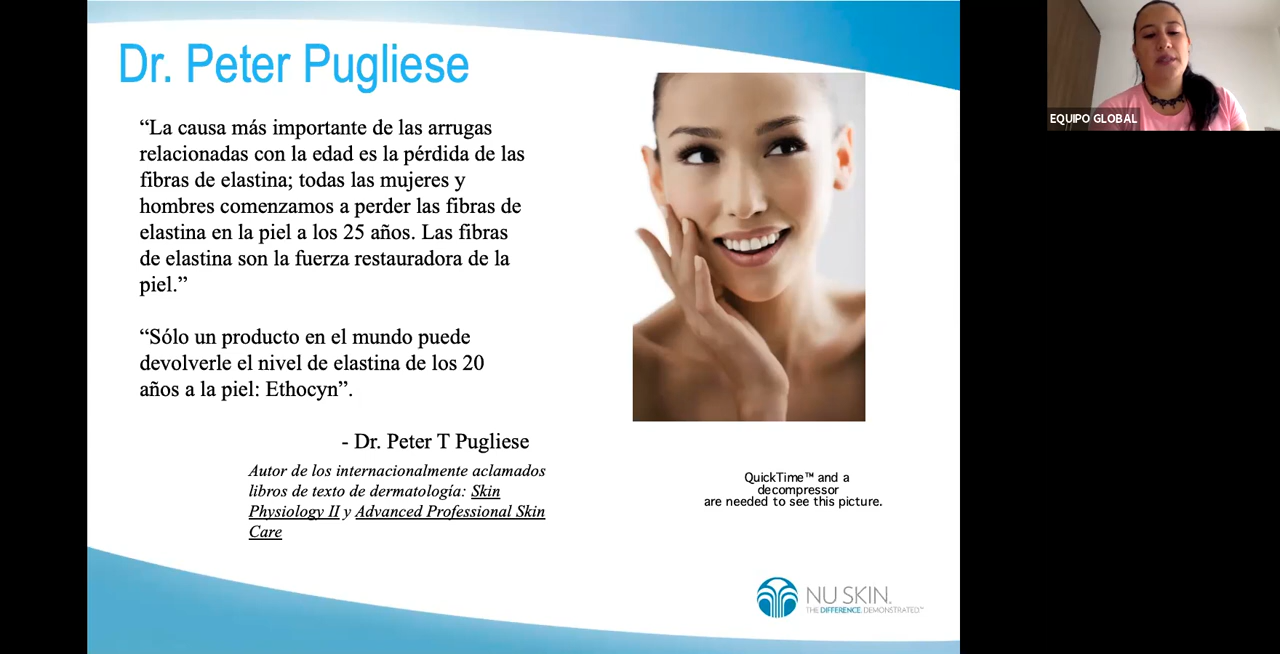 Dr. Peter Pugliese
“La causa más importante de las arrugas
relacionadas con la edad es la pérdida de las
fibras de elastina; todas las mujeres y
hombres comenzamos a perder las fibras de
elastina en la piel a los 25 años. Las fibras
de elastina son la fuerza restauradora de la
piel.”
“Sólo un producto en el mundo puede
devolverle el nivel de elastina de los 20
años a la piel: Ethocyn”.
- Dr. Peter T Pugliese
Autor de los internacionalmente aclamados
libros de texto de dermatología: Skin
Physiology II y Advanced Professional Skin
Care
QuickTime™ and a
decompressor
are needed to see this picture.
NU SKIN.
THE DIFFERENCE. DEMONSTRATED.™
EQUIPO GLOBAL